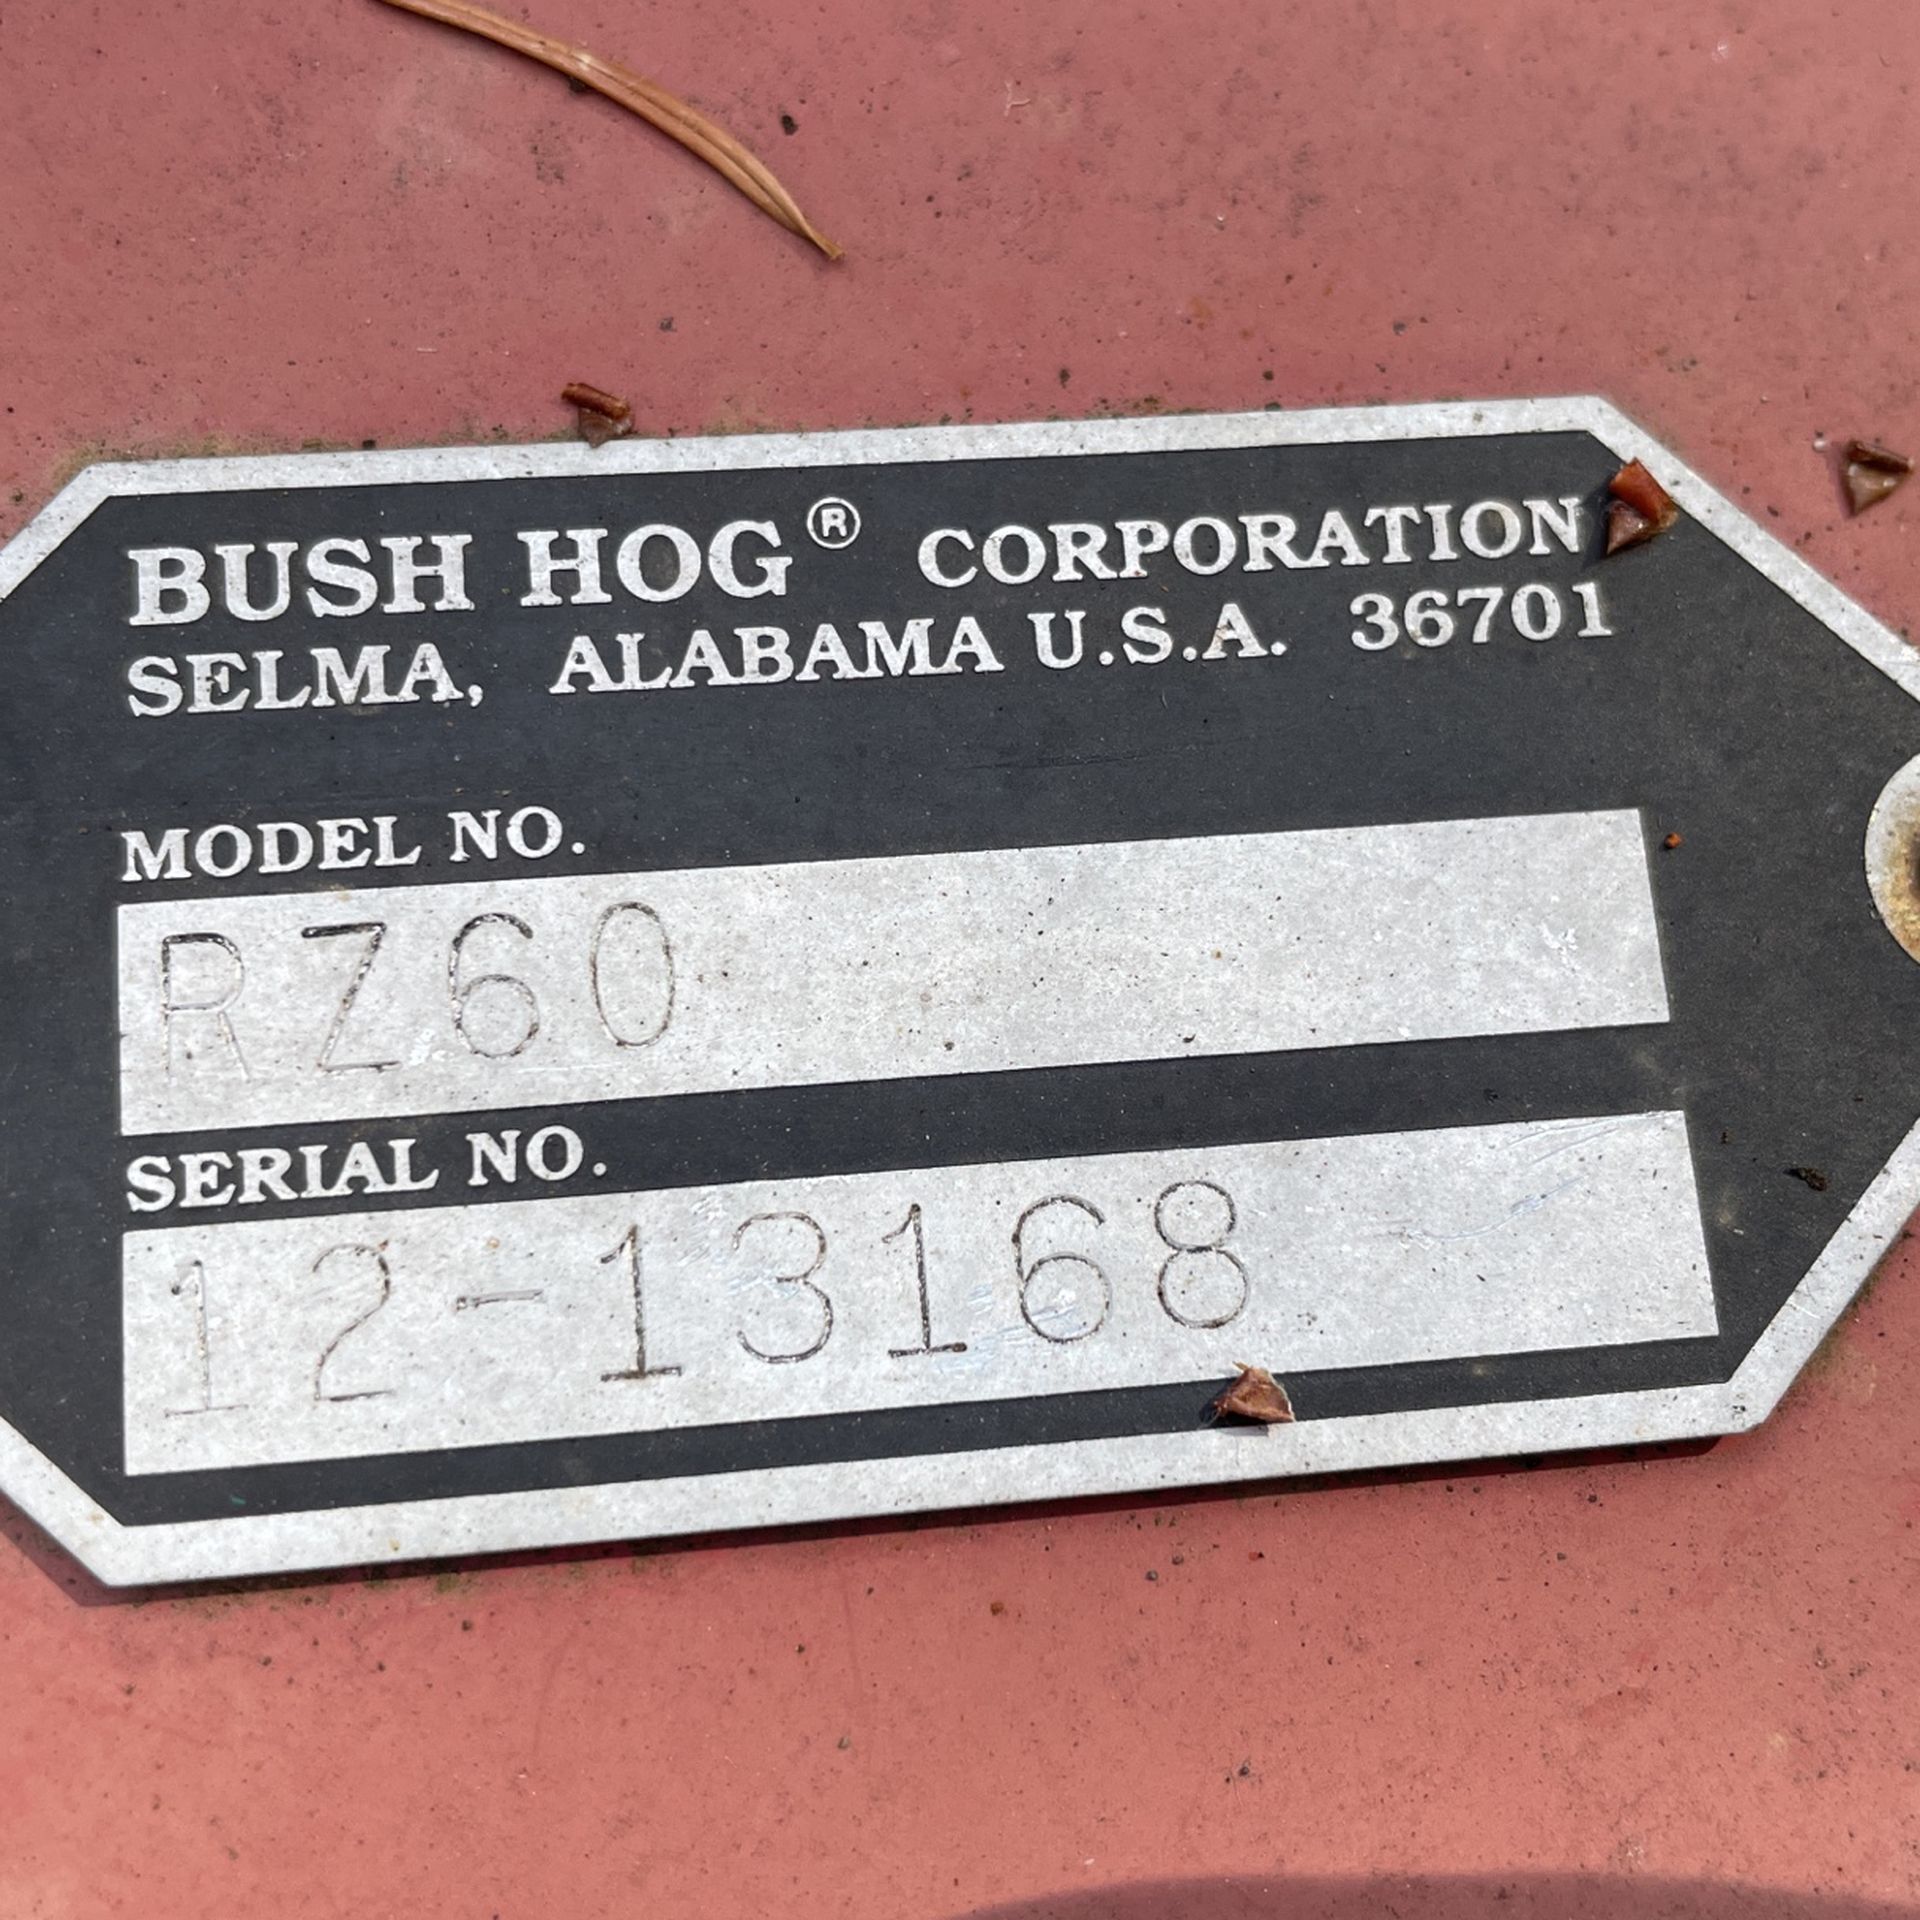 BUSH HOG® CORPORATION
SELMA, ALABAMA U.S.A. 36701
MODEL NO.
RZ60
SERIAL NO.
12-13168